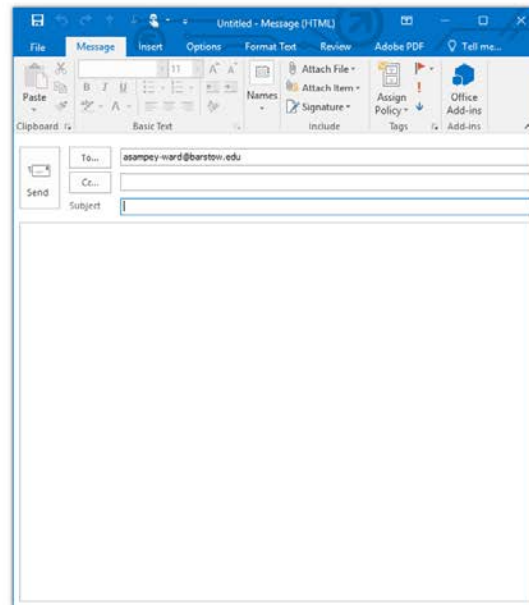 Untitled - Message (HTML)
File Message Insert Options Format Text Review Adobe PDF Tell me...
11 A A Attach File
Paste B I U Names Attach Item Assign Policy Office Add-ins
A Signature
Clipboard Basic Text Include Tags Add-ins
To... asampey-ward@barstow.edu
Send Cc...
Subject